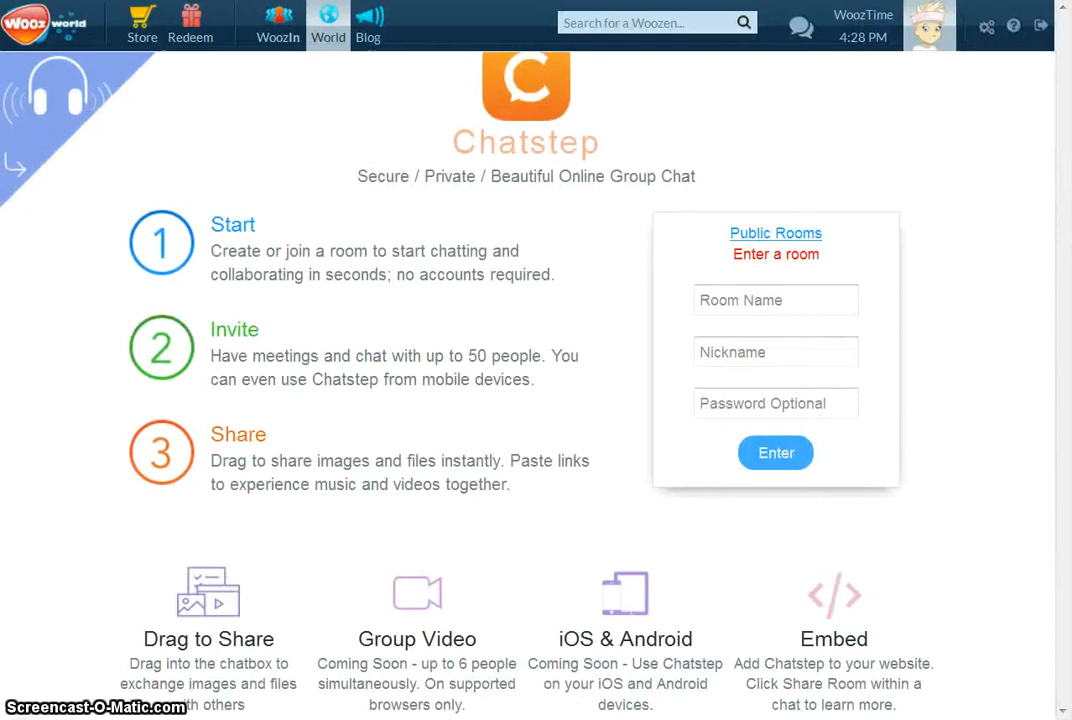 Wooz world
Store
Redeem
WoozIn
World
Blog
Search for a Woozen...
WoozTime
4:28 PM
C
Chatstep
Secure / Private / Beautiful Online Group Chat
1
Start
Create or join a room to start chatting and
collaborating in seconds; no accounts required.
2
Invite
Have meetings and chat with up to 50 people. You
can even use Chatstep from mobile devices.
3
Share
Drag to share images and files instantly. Paste links
to experience music and videos together.
Public Rooms
Enter a room
Room Name
Nickname
Password Optional
Enter
Drag to Share
Drag into the chatbox to
exchange images and files
with others
Group Video
Coming Soon - up to 6 people
simultaneously. On supported
browsers only.
iOS & Android
Coming Soon - Use Chatstep
on your iOS and Android
devices.
Embed
Add Chatstep to your website.
Click Share Room within a
chat to learn more.
Screencast-O-Matic.com